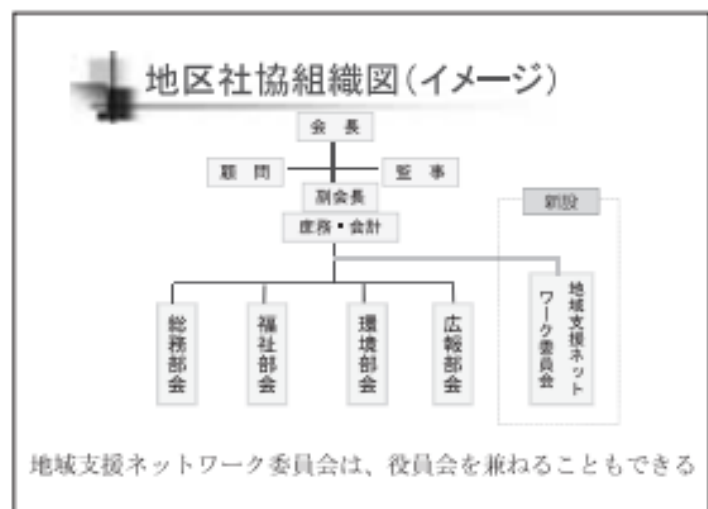 地区社協組織図(イメージ)
会長
顧問
監事
副会長
庶務・会計
新設
総務部会
福祉部会
環境部会
広報部会
地域支援ネット
ワーク委員会
地域支援ネットワーク委員会は、役員会を兼ねることもできる